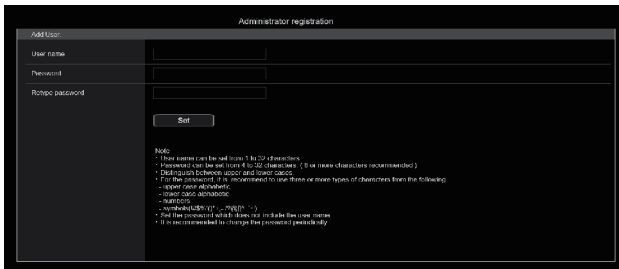 Administrator registration
Add User.
User name
Password
Retype password
Set
Note
* User name can be set from 1 to 32 characters.
* Password can be set from 4 to 32 characters. ( 8 or more characters recommended )
* Distinguish between upper and lower cases.
* For the password, it is recommend to use three or more types of characters from the following
- upper case alphabetic
- lower case alphabetic
- numbers
- symbols
* Set the password which does not include the user name
* It is recommended to change the password periodically